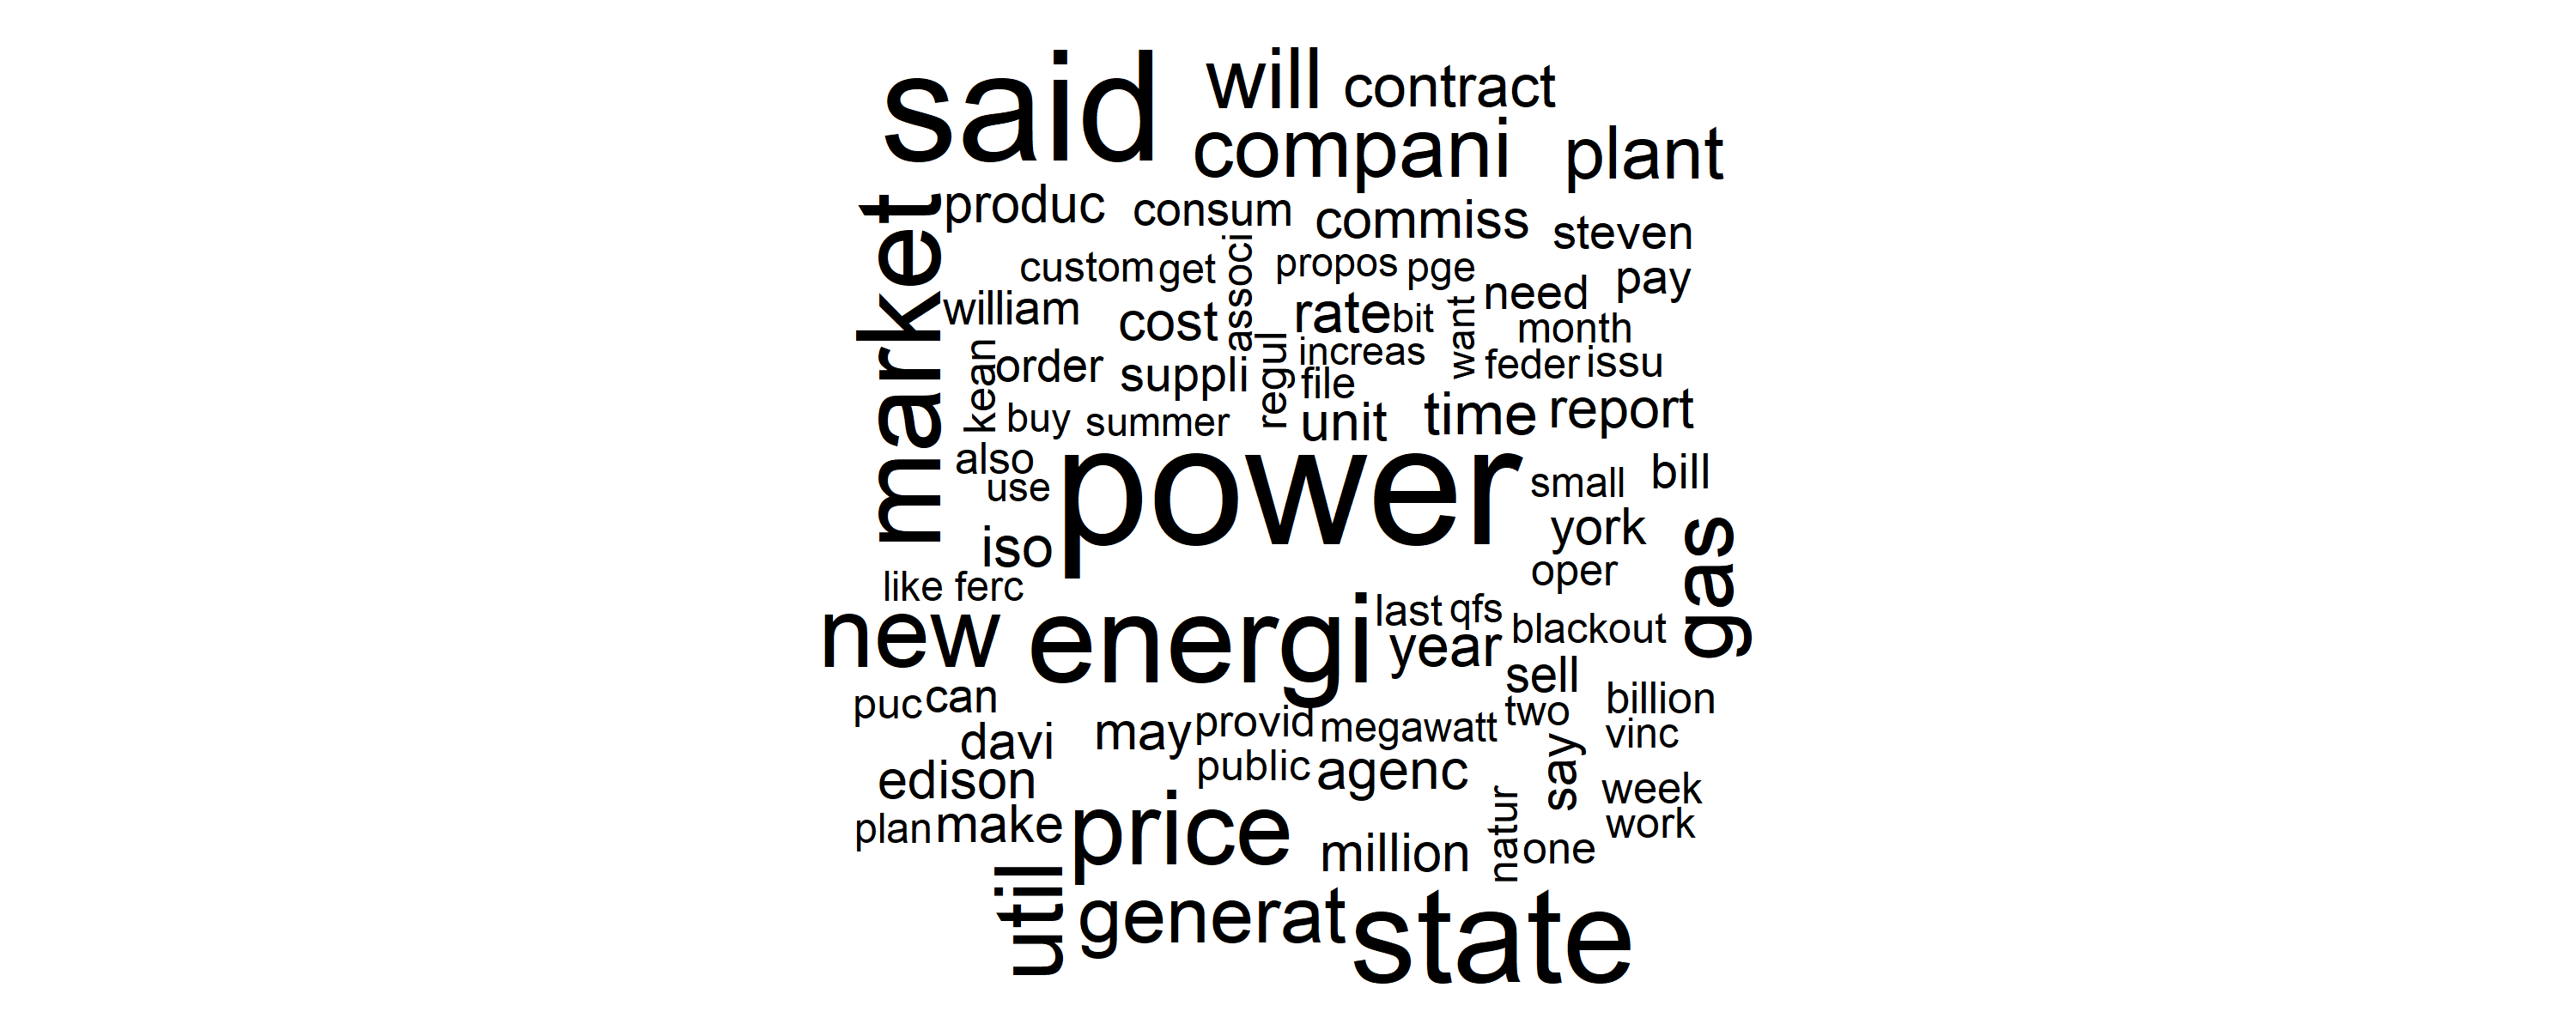 said will contract
compani plant
market
produc consum commiss steven
custom get associ propos pge pay
william cost rate bit want need
month
kean order suppli regul increas feder issu
file
buy summer unit time report
also power small bill
use
york
iso
oper
gas
like ferc
new energi last qfs blackout
year
sell
puc can billion
davi may provid megawatt two vinc
edison public agenc say week
plan make price million natur one work
util generat state